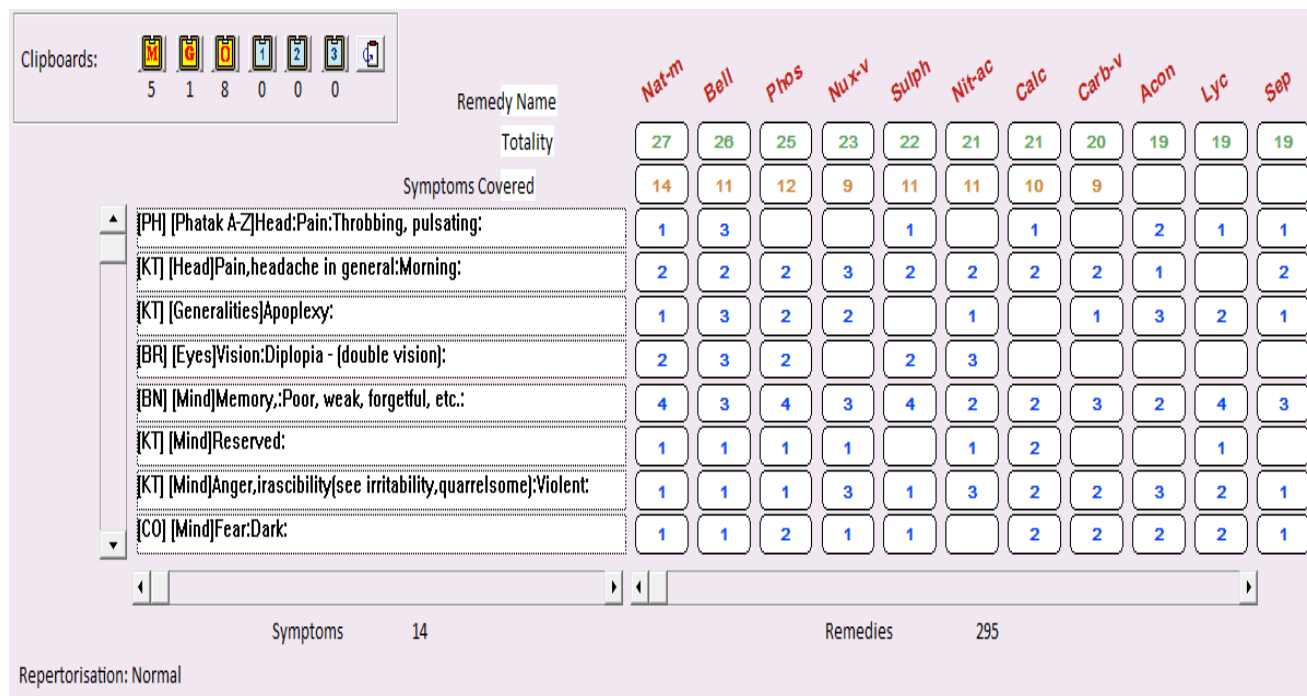 Clipboards:
M G O 1 2 3
5 1 8 0 0 0
Remedy Name Nat-m Bell Phos Nux-v Sulph Nit-ac Calc Carb-v Acon Lyc Sep
Totality 27 26 25 23 22 21 21 20 19 19 19
Symptoms Covered 14 11 12 9 11 11 10 9
[PH] [Phatak A-Z]Head:Pain:Throbbing, pulsating: 1 3 1 1 2 1 1
[KT] [Head]Pain,headache in general:Morning: 2 2 2 3 2 2 2 2 1 2
[KT] [Generalities]Apoplexy: 1 3 2 2 1 1 3 2 1
[BR] [Eyes]Vision:Diplopia - (double vision): 2 3 2 2 3
[BN] [Mind]Memory,:Poor, weak, forgetful, etc.: 4 3 4 3 4 2 2 3 2 4 3
[KT] [Mind]Reserved: 1 1 1 1 1 2 1
[KT] [Mind]Anger,irascibility(see irritability,quarrelsome):Violent: 1 1 1 3 1 3 2 2 3 2 1
[CO] [Mind]Fear:Dark: 1 1 2 1 1 2 2 2 2 1
Symptoms 14 Remedies 295
Repertorisation: Normal